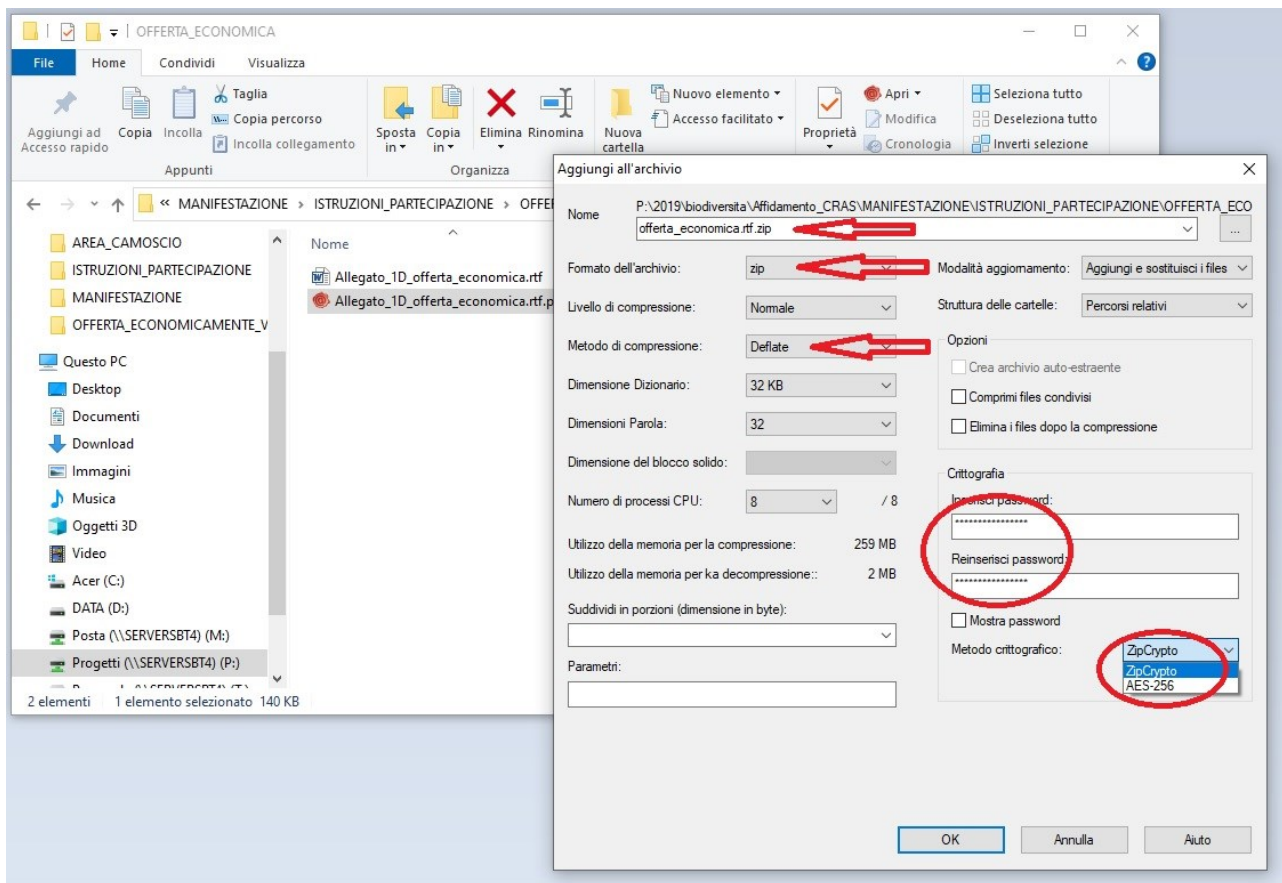 OFFERTA_ECONOMICA
File Home Condividi Visualizza
Aggiungi ad Accesso rapido
Copia
Incolla
Taglia
Copia percorso
Incolla collegamento
Appunti
Sposta in
Copia in
Elimina
Rinomina
Organizza
Nuova cartella
Nuovo elemento
Accesso facilitato
Proprietà
Apri
Modifica
Cronologia
Seleziona tutto
Deseleziona tutto
Inverti selezione
« MANIFESTAZIONE > ISTRUZIONI_PARTECIPAZIONE > OFFE
AREA_CAMOSCIO
ISTRUZIONI_PARTECIPAZIONE
MANIFESTAZIONE
OFFERTA_ECONOMICAMENTE_V
Questo PC
Desktop
Documenti
Download
Immagini
Musica
Oggetti 3D
Video
Acer (C:)
DATA (D:)
Posta (\\SERVERSBT4) (M:)
Progetti (\\SERVERSBT4) (P:)
Nome
Allegato_1D_offerta_economica.rtf
Allegato_1D_offerta_economica.rtf.p
2 elementi 1 elemento selezionato 140 KB
Aggiungi all'archivio
Nome
P:\2019\biodiversita\Affidamento_CRAS\MANIFESTAZIONE\ISTRUZIONI_PARTECIPAZIONE\OFFERTA_ECO
offerta_economica.rtf.zip
...
Formato dell'archivio: zip
Livello di compressione: Normale
Metodo di compressione: Deflate
Dimensione Dizionario: 32 KB
Dimensioni Parola: 32
Dimensione del blocco solido:
Numero di processi CPU: 8 / 8
Utilizzo della memoria per la compressione: 259 MB
Utilizzo della memoria per ka decompressione:: 2 MB
Suddividi in porzioni (dimensione in byte):
Parametri:
Modalità aggiornamento: Aggiungi e sostituisci i files
Struttura delle cartelle: Percorsi relativi
Opzioni
Crea archivio auto-estraente
Comprimi files condivisi
Elimina i files dopo la compressione
Crittografia
Inserisci password:
****************
Reinserisci password:
****************
Mostra password
Metodo crittografico: ZipCrypto
ZipCrypto
AES-256
OK Annulla Aiuto